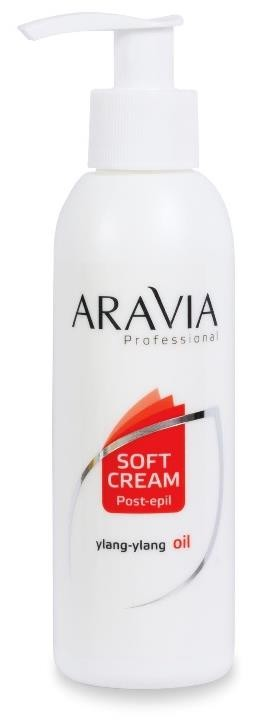 ARAVIA
Professional
SOFT
CREAM
Post-epil
ylang-ylang oil